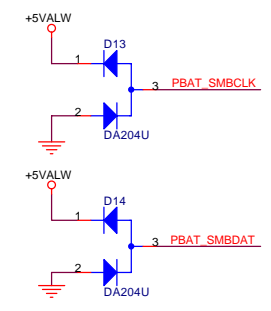 +5VALW
D13
1
3 PBAT_SMBCLK
2
DA204U
+5VALW
D14
1
3 PBAT_SMBDAT
2
DA204U